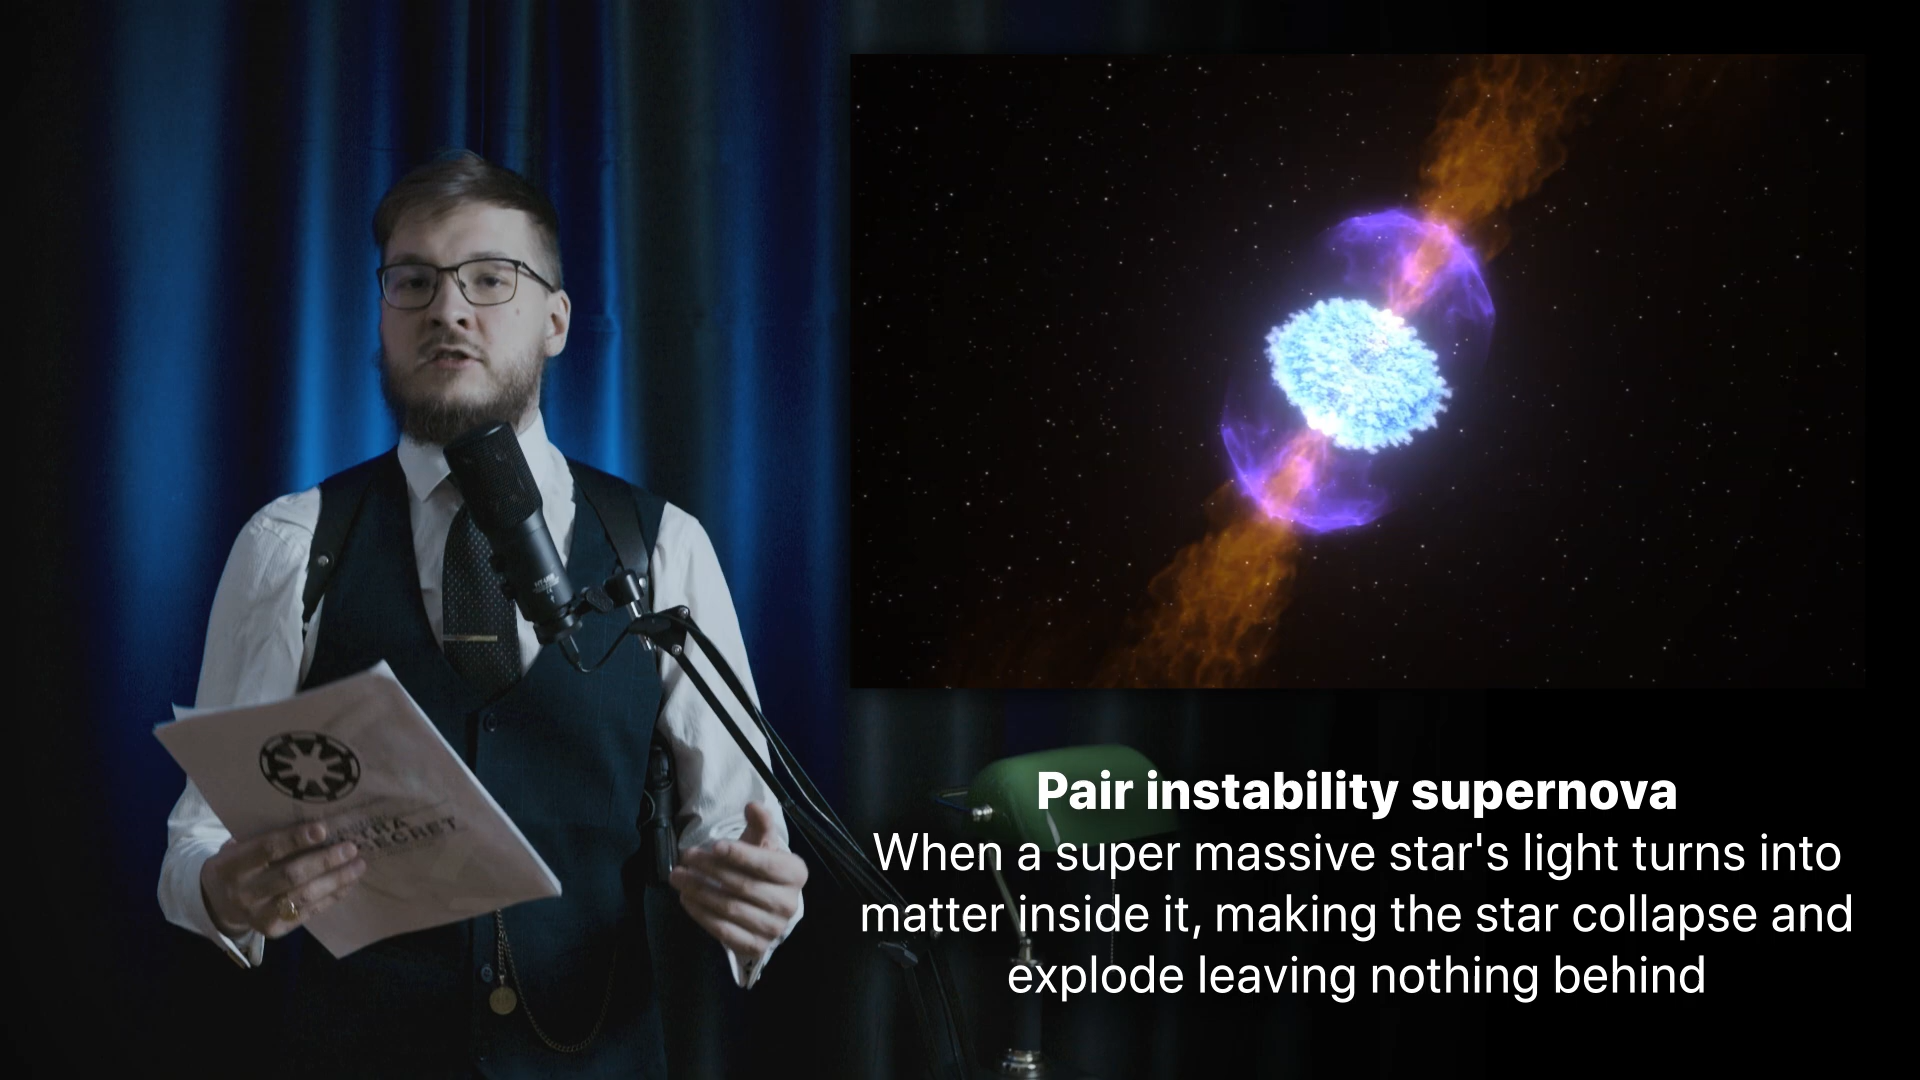 Pair instability supernova
When a super massive star's light turns into
matter inside it, making the star collapse and
explode leaving nothing behind
SECRET